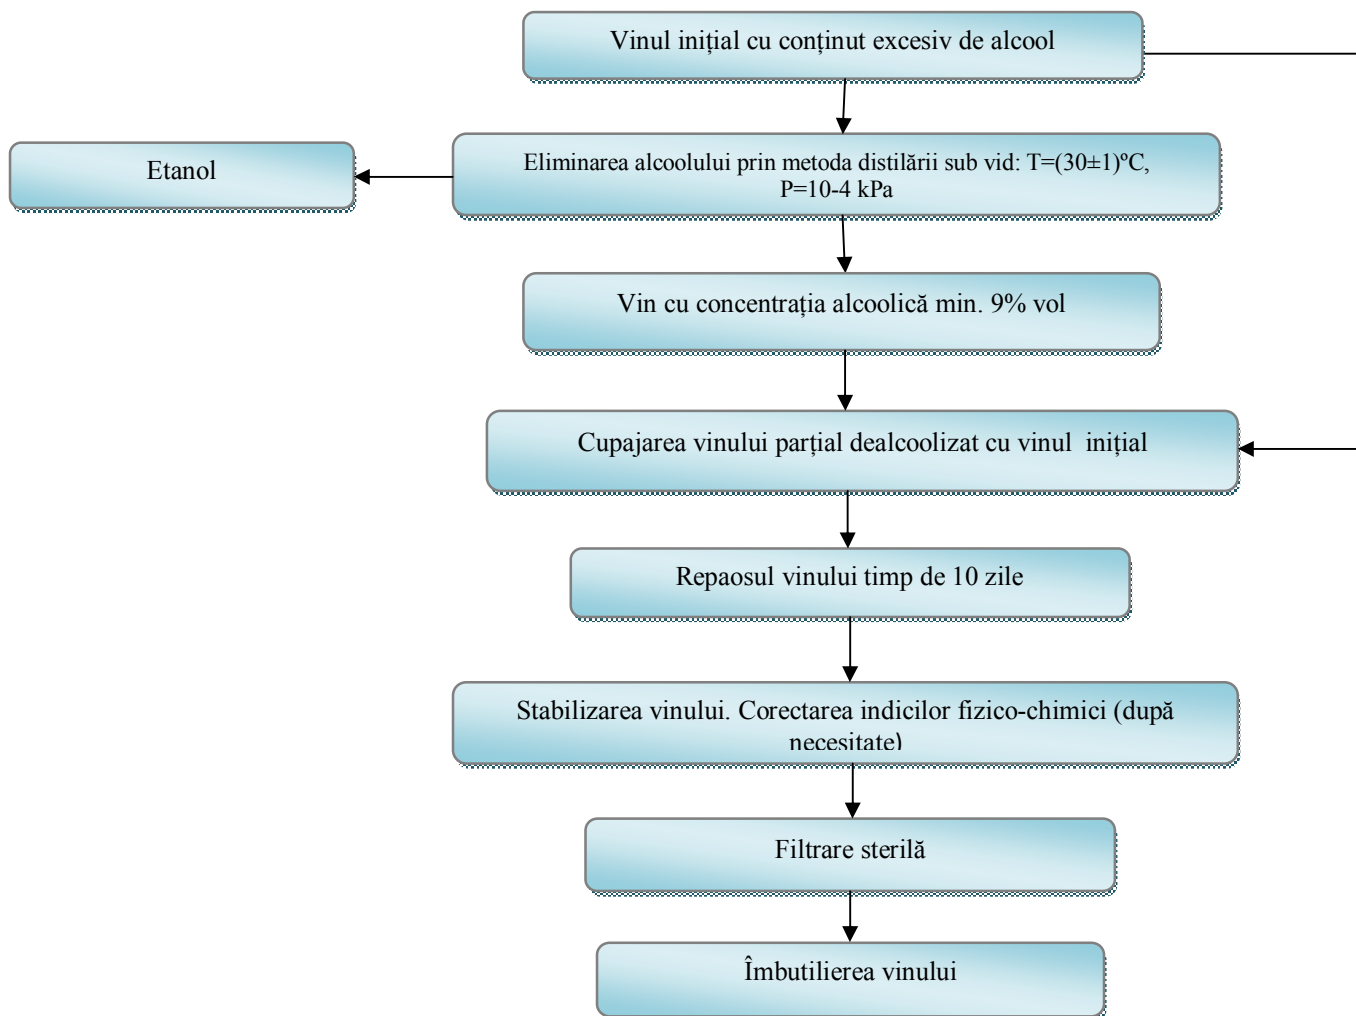 Vinul inițial cu conținut excesiv de alcool
Etanol
Eliminarea alcoolului prin metoda distilării sub vid: T=(30±1)ºC,
P=10-4 kPa
Vin cu concentrația alcoolică min. 9% vol
Cupajarea vinului parțial dealcoolizat cu vinul inițial
Repaosul vinului timp de 10 zile
Stabilizarea vinului. Corectarea indicilor fizico-chimici (după
necesitate)
Filtrare sterilă
Îmbutilierea vinului